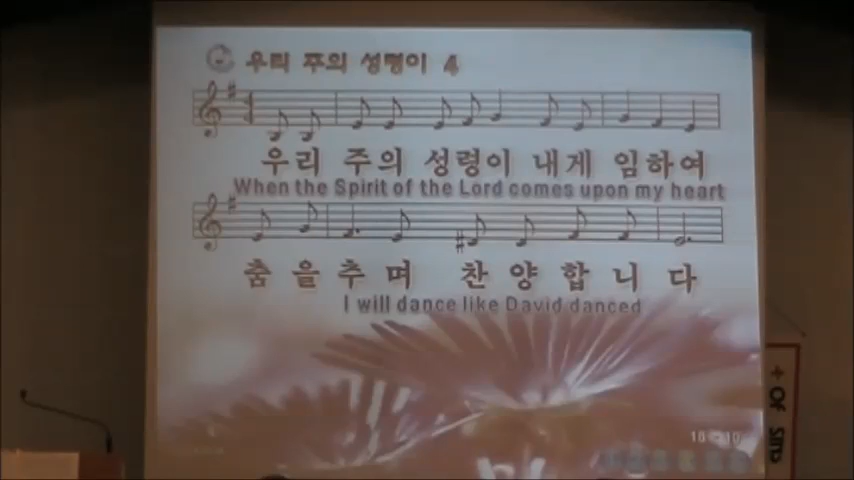 우리 주의 성령이 4
우리 주의 성령이 내게 임하여
When the Spirit of the Lord comes upon my heart
춤을추며 찬양합니다
I will dance like David danced
+ OF